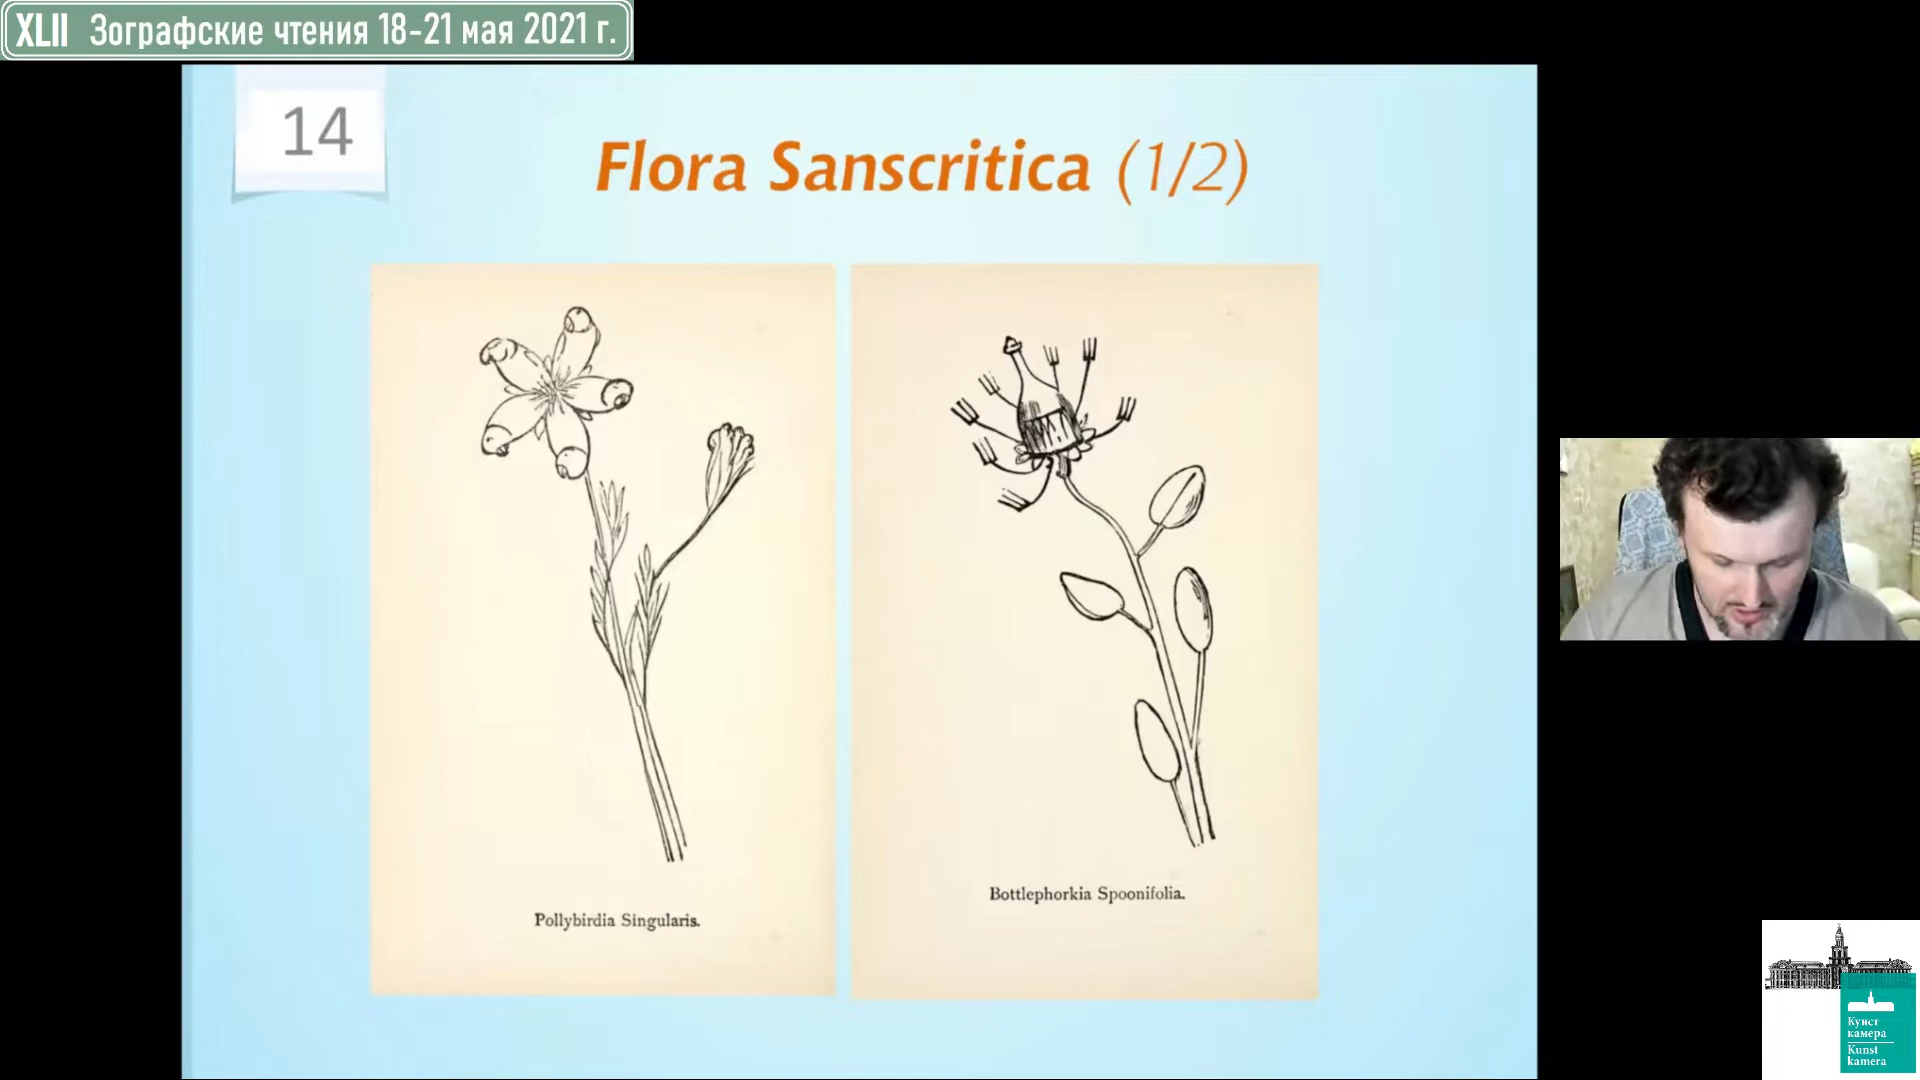 XLII Зографские чтения 18-21 мая 2021 г.
14
Flora Sanscritica (1/2)
Pollybirdia Singularis.
Bottlephorkia Spoonifolia.
Кунст
камера
Kunst
kamera